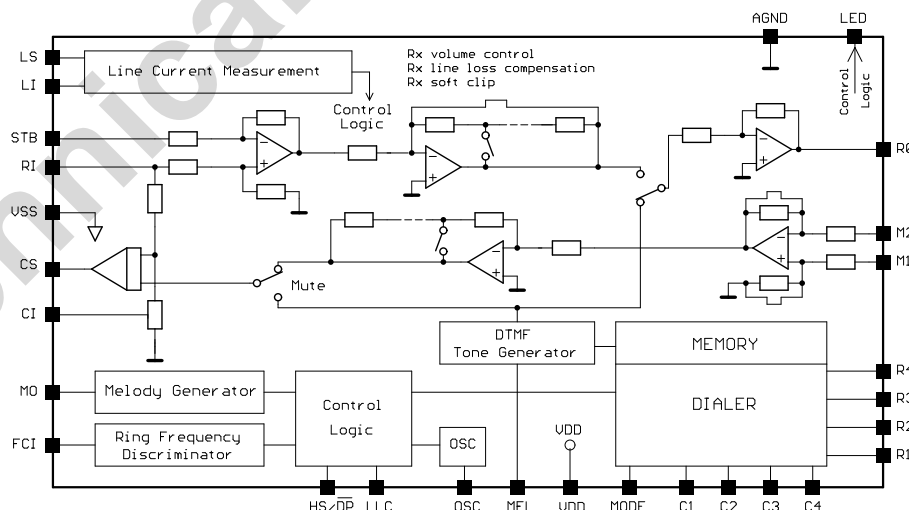 AGND
LED
LS
LI
Line Current Measurement
Control
Logic
Rx volume control
Rx line loss compensation
Rx soft clip
Control
Logic
STB
RI
VSS
CS
CI
Mute
M2
M1
DTMF
Tone Generator
MEMORY
DIALER
MO
Melody Generator
Control
Logic
R4
R3
R2
R1
FCI
Ring Frequency
Discriminator
OSC
VDD
HS/DP
LLC
OSC
VDD
MODE
C1
C2
C3
C4